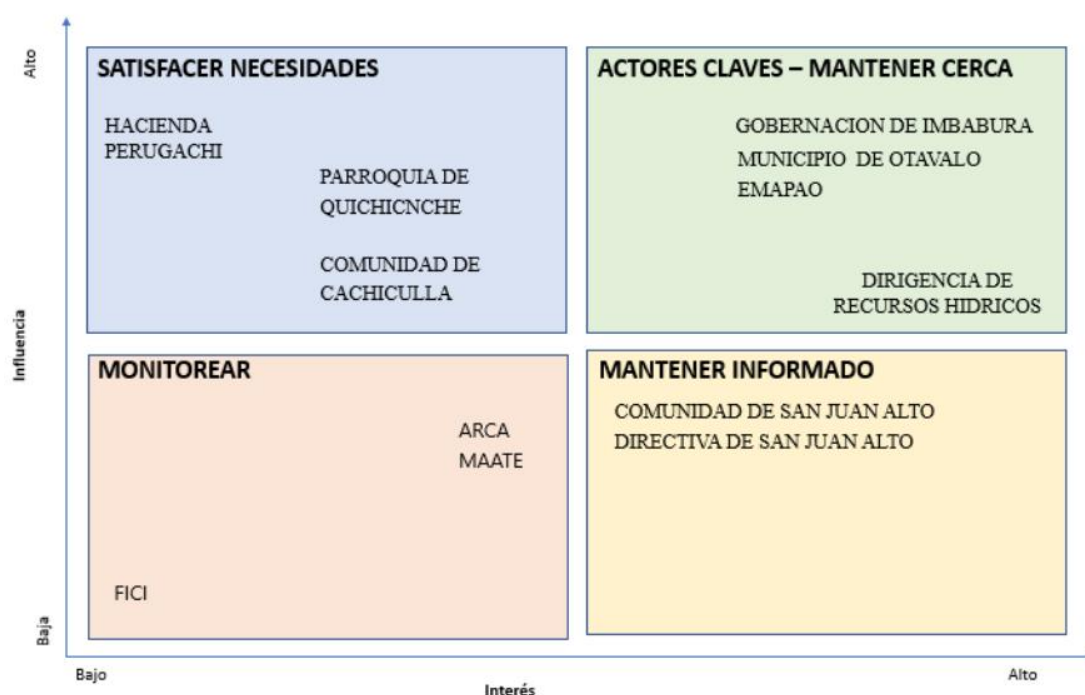 Alto
SATISFACER NECESIDADES
HACIENDA
PERUGACHI
PARROQUIA DE
QUICHICNCHE
COMUNIDAD DE
CACHICULLA
ACTORES CLAVES – MANTENER CERCA
GOBERNACION DE IMBABURA
MUNICIPIO DE OTAVALO
EMAPAO
DIRIGENCIA DE
RECURSOS HIDRICOS
Influencia
MONITOREAR
ARCA
MAATE
FICI
MANTENER INFORMADO
COMUNIDAD DE SAN JUAN ALTO
DIRECTIVA DE SAN JUAN ALTO
Baja
Bajo
Interés
Alto